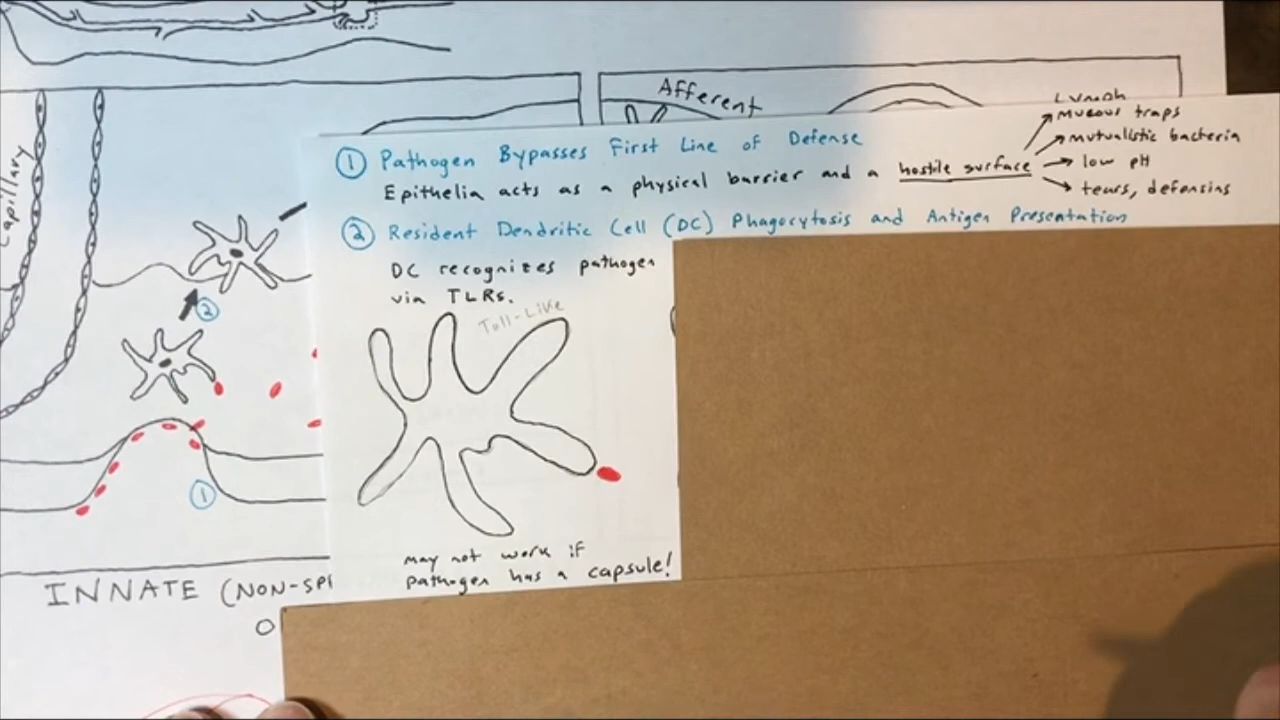 Afferent
Lymph
Capillary
① Pathogen Bypasses First Line of Defense
Epithelia acts as a physical barrier and a hostile surface
mucous traps
mutualistic bacteria
low pH
tears, defensins
② Resident Dendritic Cell (DC) Phagocytosis and Antigen Presentation
DC recognizes pathogen
via TLRs.
Toll-Like
may not work if
pathogen has a capsule!
②
①
INNATE (NON-SP